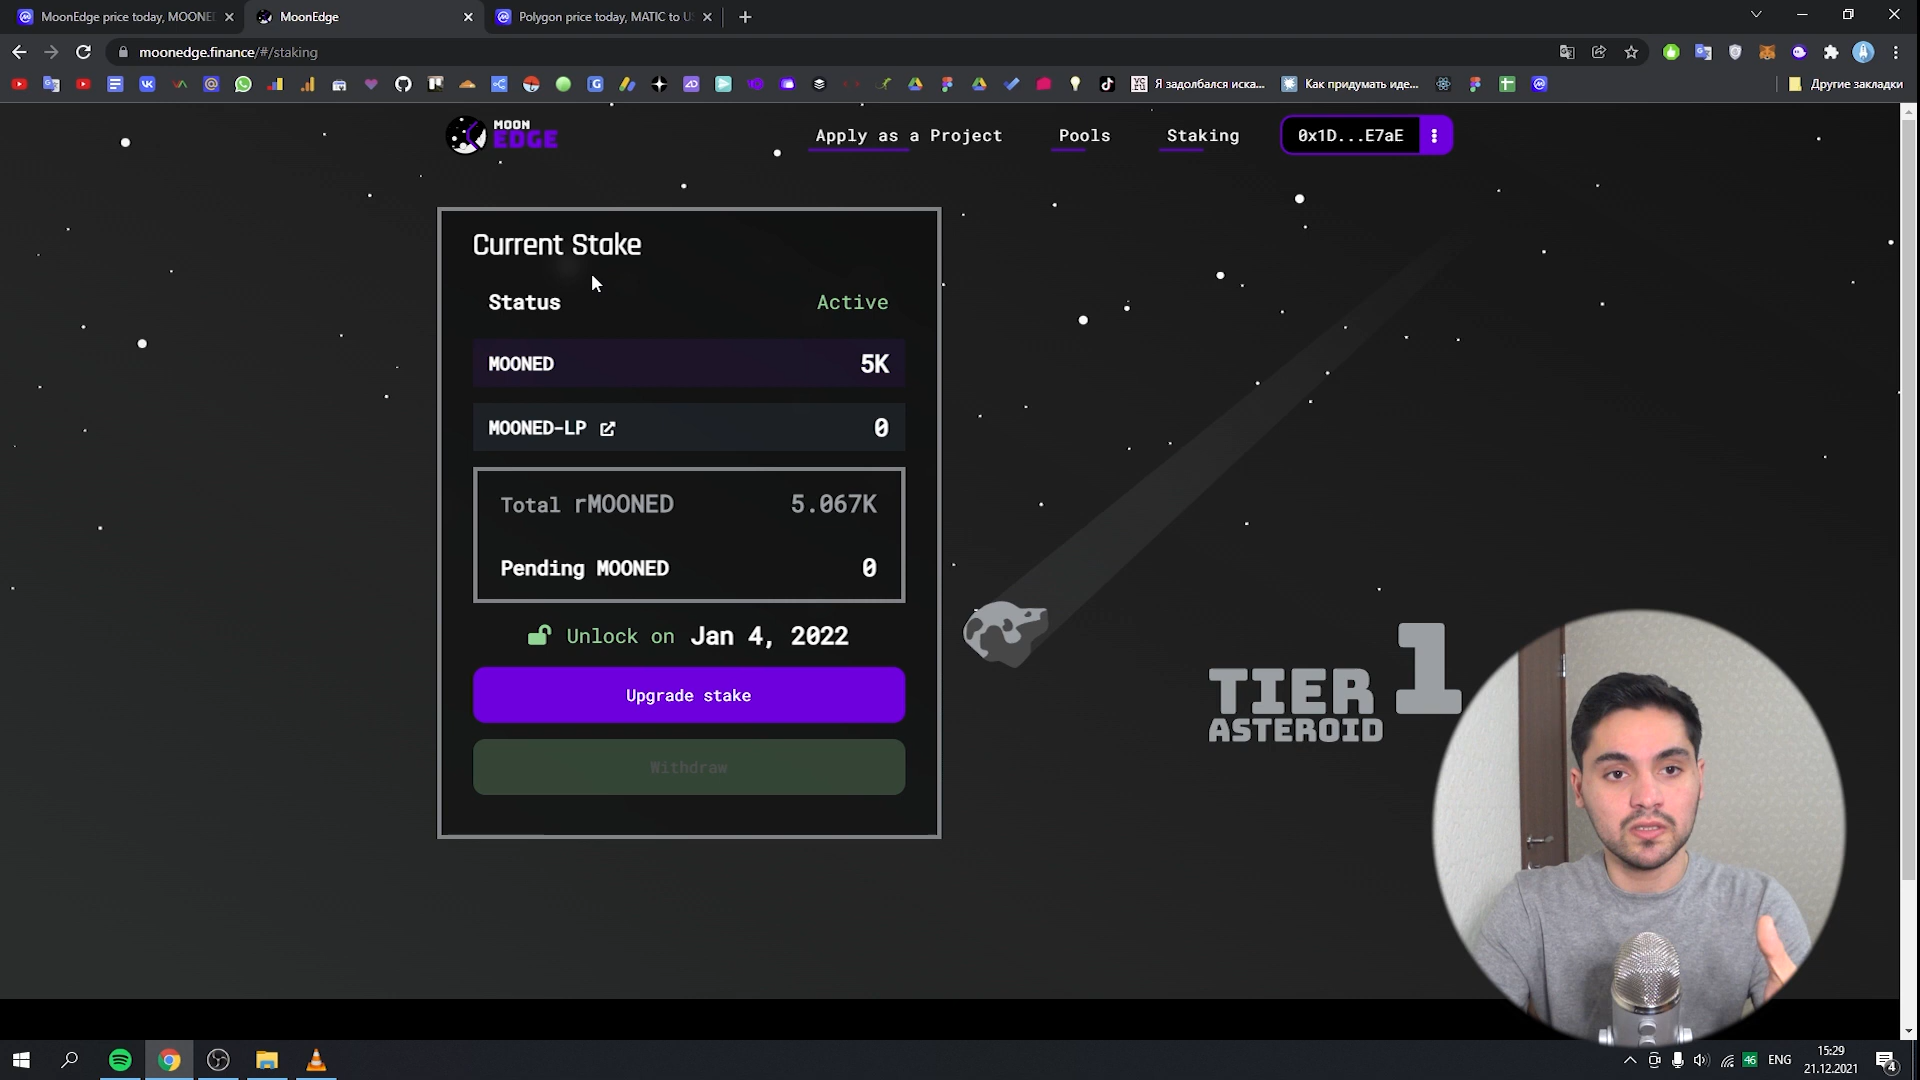 MoonEdge price today, MOONE
MoonEdge
Polygon price today, MATIC to U
moonedge.finance/#/staking
Я задолбался иска...
Как придумать иде...
Другие закладки
MOON
EDGE
Apply as a Project
Pools
Staking
0x1D...E7aE
Current Stake
Status
Active
MOONED
5K
MOONED-LP
0
Total rMOONED
5.067K
Pending MOONED
0
Unlock on Jan 4, 2022
Upgrade stake
Withdraw
TIER 1
ASTEROID
46
ENG
15:29
21.12.2021
4